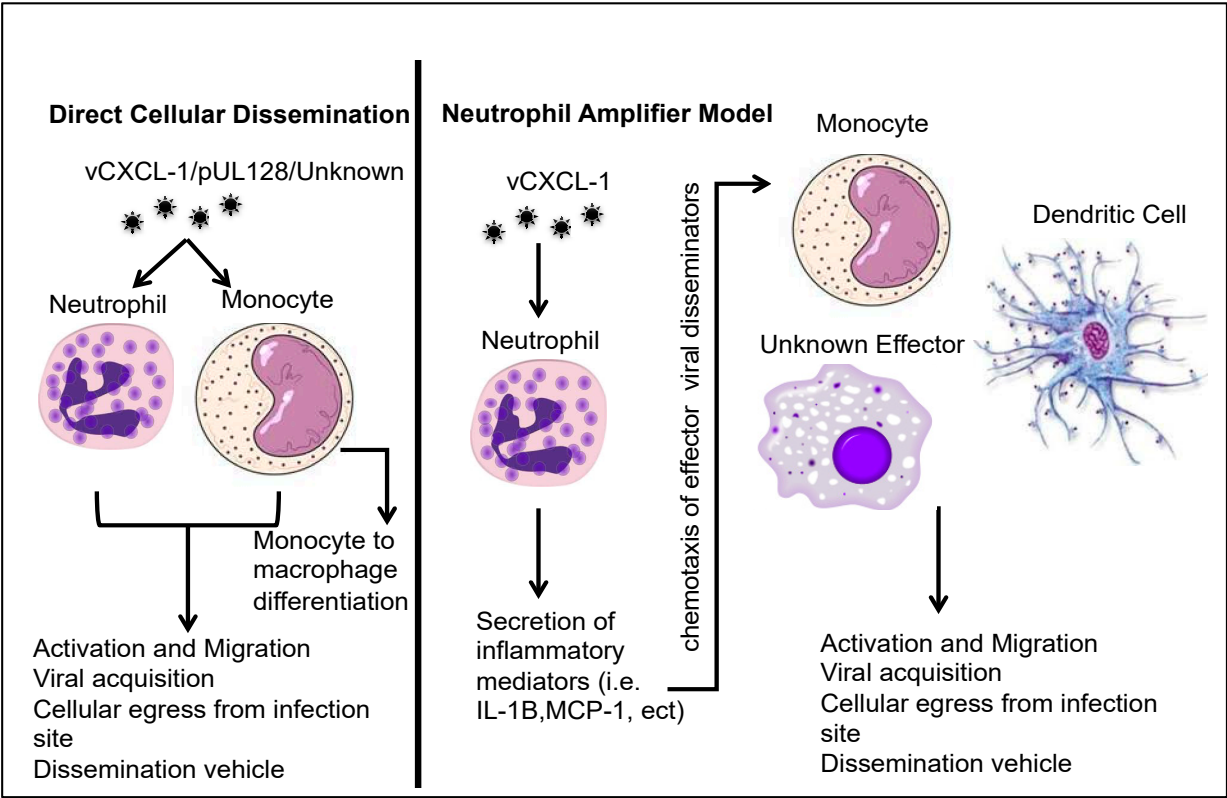 Direct Cellular Dissemination
vCXCL-1/pUL128/Unknown
Neutrophil
Monocyte
Monocyte to
macrophage
differentiation
Activation and Migration
Viral acquisition
Cellular egress from infection
site
Dissemination vehicle
Neutrophil Amplifier Model
vCXCL-1
Neutrophil
Secretion of
inflammatory
mediators (i.e.
IL-1B,MCP-1, ect)
chemotaxis of effector viral disseminators
Monocyte
Dendritic Cell
Unknown Effector
Activation and Migration
Viral acquisition
Cellular egress from infection
site
Dissemination vehicle